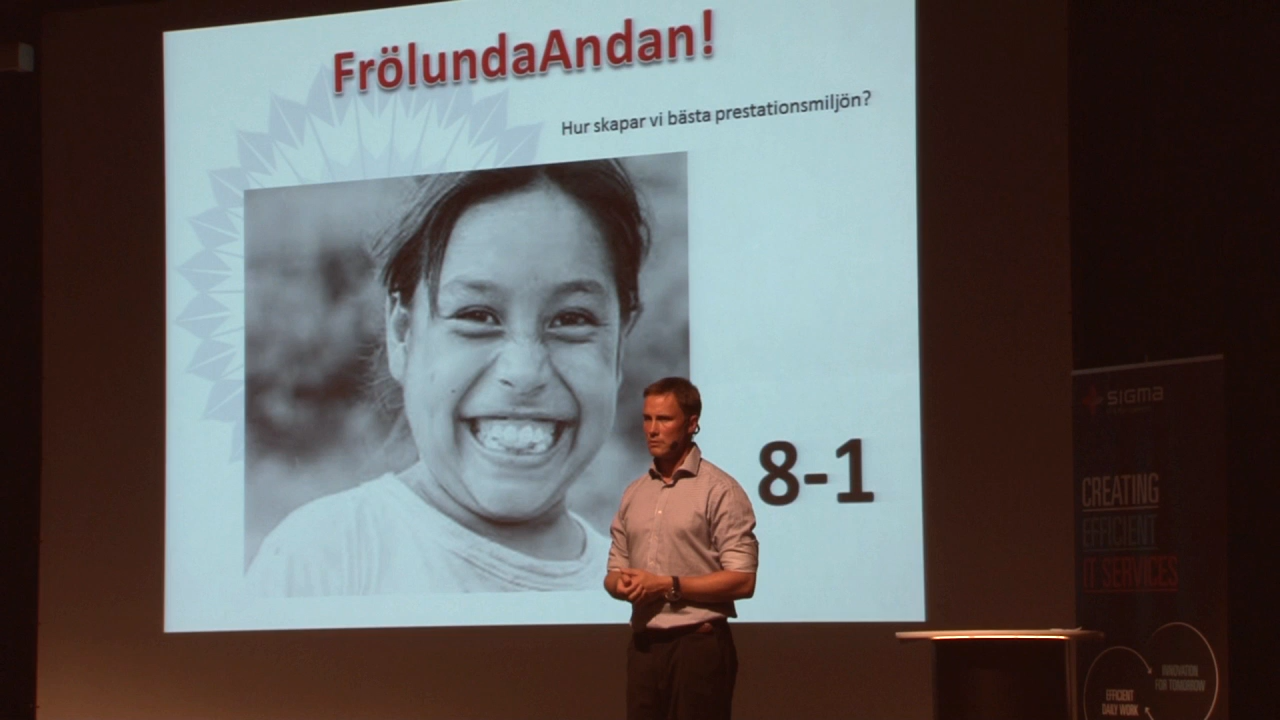 FrölundaAndan!
Hur skapar vi bästa prestationsmiljön?
8-1
SIGMA
CREATING
EFFICIENT
IT SERVICES
INNOVATION
FOR TOMORROW
EFFICIENT
DAILY WORK